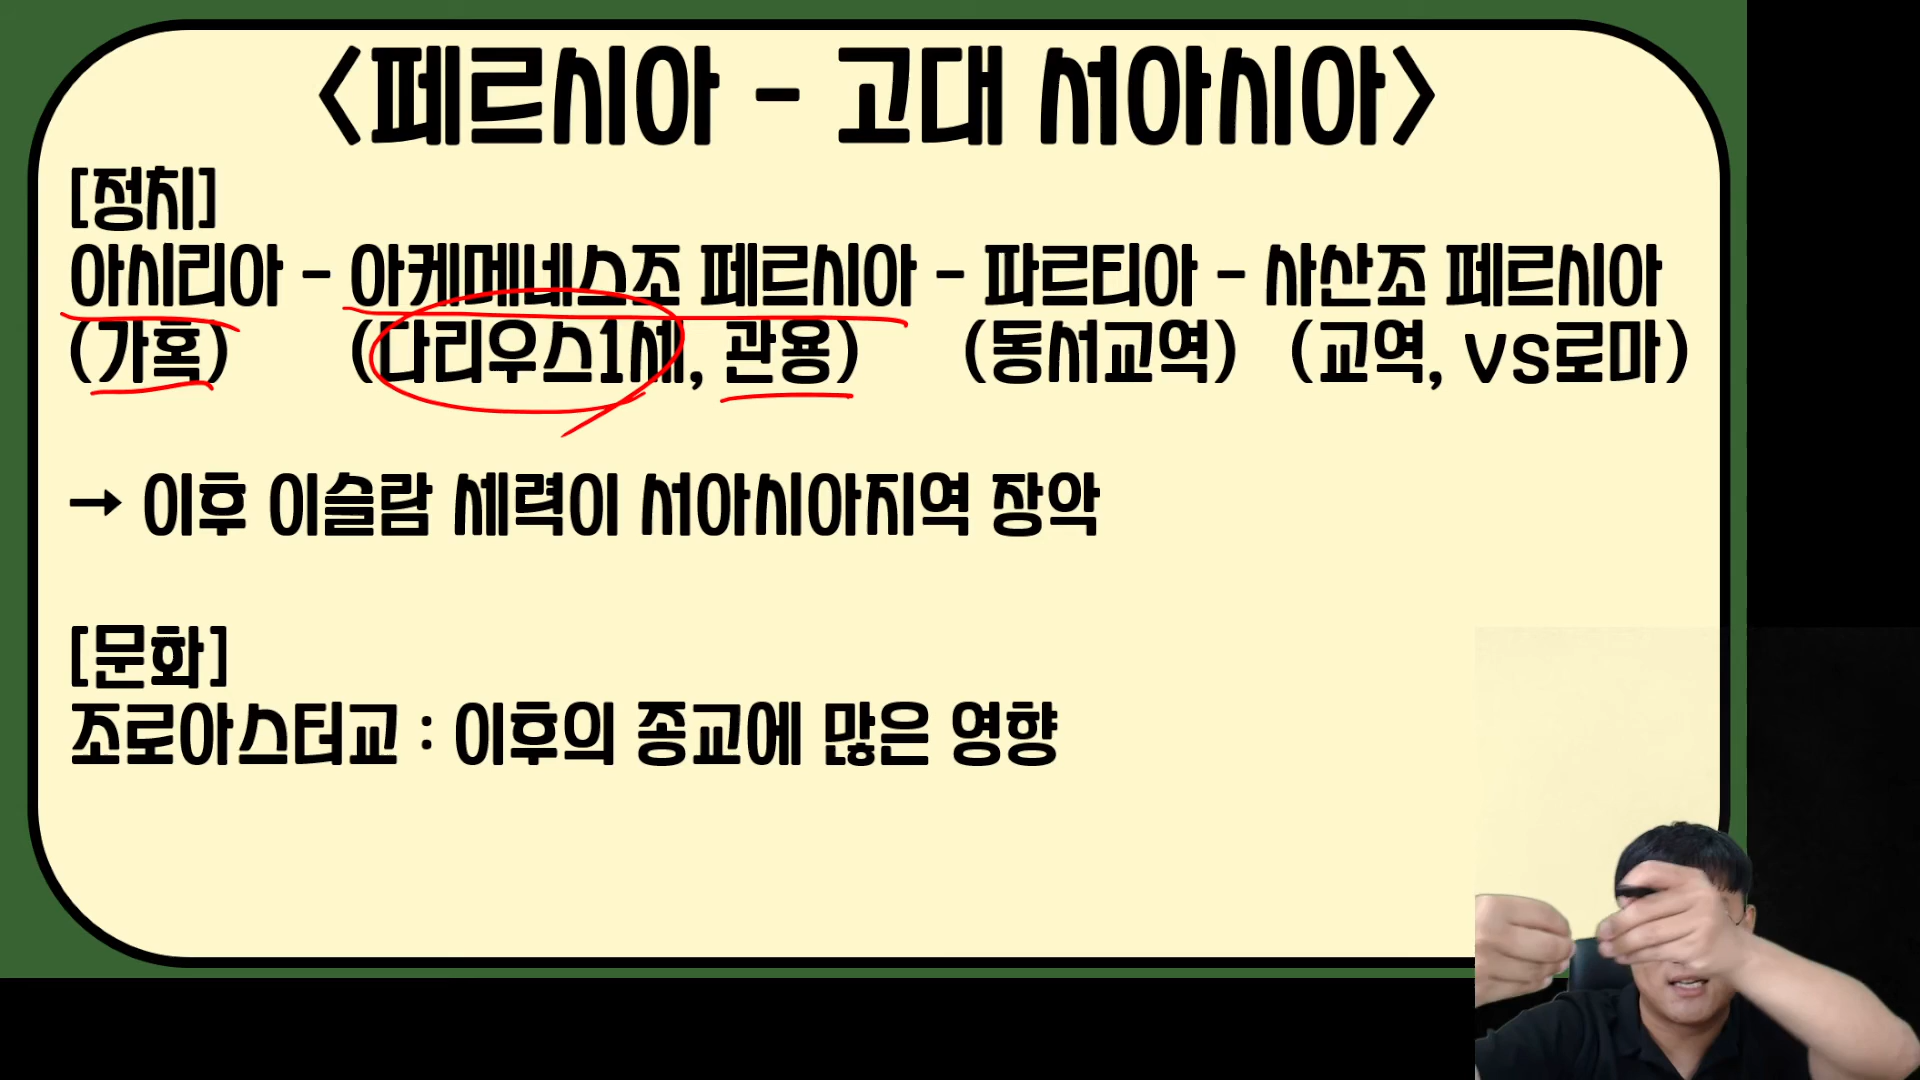 <페르시아 - 고대 서아시아>
[정치]
아시리아 - 아케메네스조 페르시아 - 파르티아 - 사산조 페르시아
(가혹) (다리우스1세, 관용) (동서교역) (교역, VS로마)
→ 이후 이슬람 세력이 서아시아지역 장악
[문화]
조로아스터교 : 이후의 종교에 많은 영향